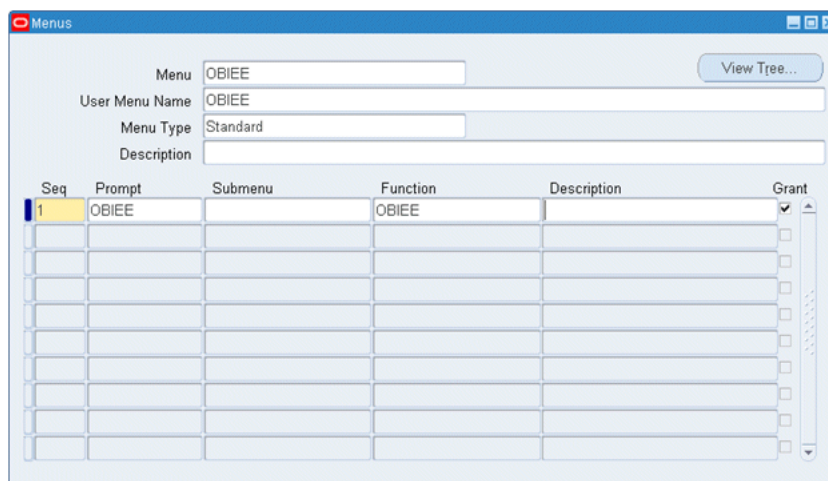 Menus
Menu OBIEE View Tree...
User Menu Name OBIEE
Menu Type Standard
Description
Seq Prompt Submenu Function Description Grant
1 OBIEE OBIEE